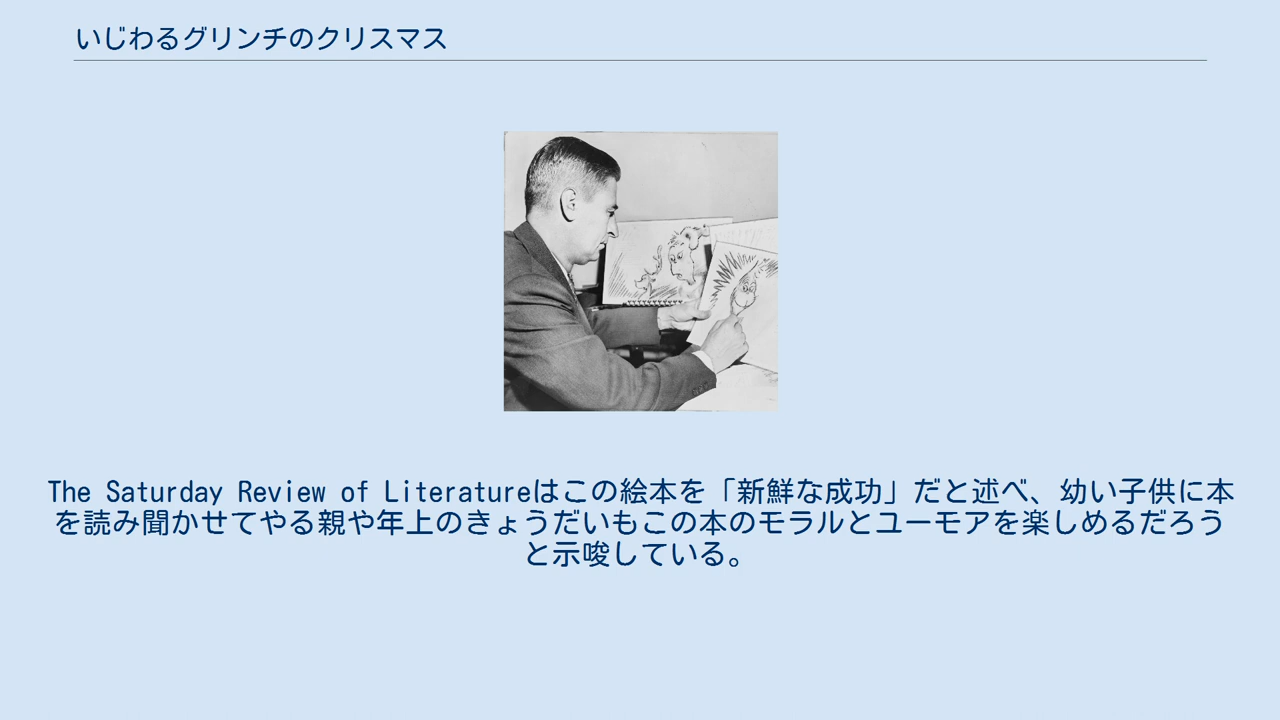 いじわるグリンチのクリスマス
The Saturday Review of Literatureはこの絵本を「新鮮な成功」だと述べ、幼い子供に本
を読み聞かせてやる親や年上のきょうだいもこの本のモラルとユーモアを楽しめるだろう
と示唆している。